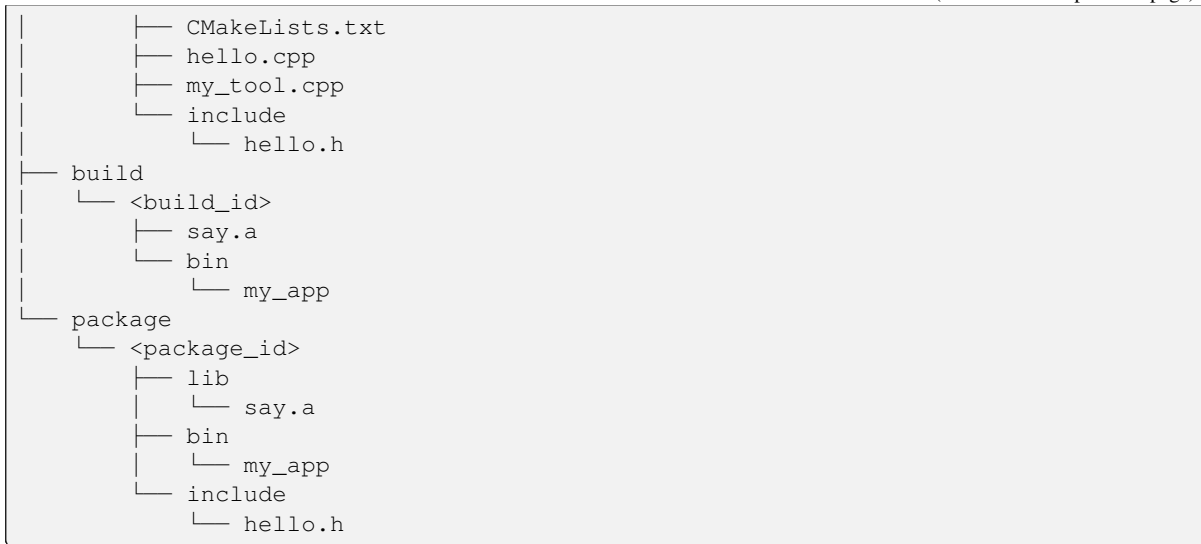 │       ├── CMakeLists.txt
│       ├── hello.cpp
│       ├── my_tool.cpp
│       └── include
│           └── hello.h
├── build
│   └── <build_id>
│       ├── say.a
│       └── bin
│           └── my_app
└── package
    └── <package_id>
        ├── lib
        │   └── say.a
        ├── bin
        │   └── my_app
        └── include
            └── hello.h